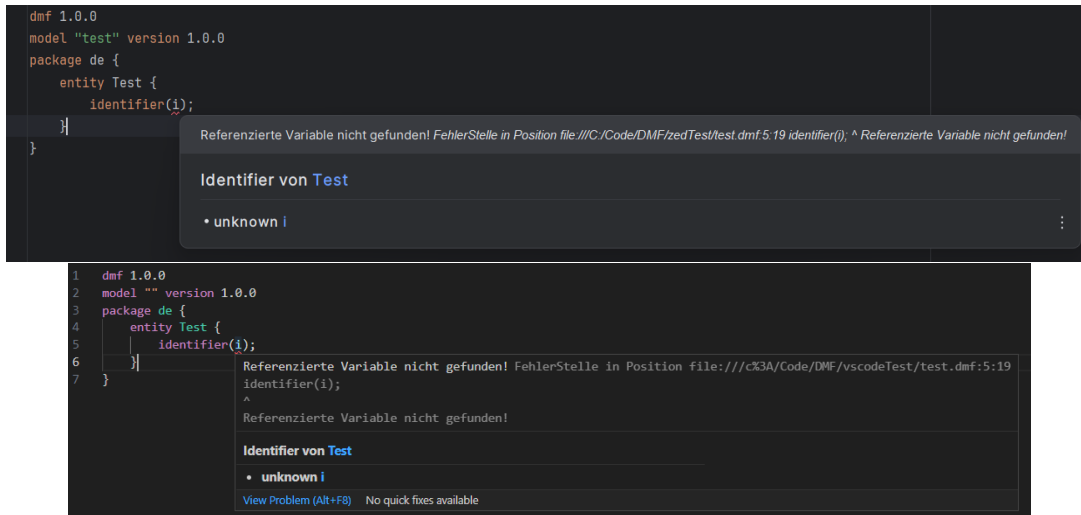 dmf 1.0.0
model "test" version 1.0.0
package de {
entity Test {
identifier(i);
}
}
Referenzierte Variable nicht gefunden! FehlerStelle in Position file:///C:/Code/DMF/zedTest/test.dmf:5:19 identifier(i); ^ Referenzierte Variable nicht gefunden!
Identifier von Test
• unknown i
1 dmf 1.0.0
2 model "" version 1.0.0
3 package de {
4 entity Test {
5 identifier(i);
6 }
7 }
Referenzierte Variable nicht gefunden! FehlerStelle in Position file:///c%3A/Code/DMF/vscodeTest/test.dmf:5:19
identifier(i);
^
Referenzierte Variable nicht gefunden!
Identifier von Test
• unknown i
View Problem (Alt+F8) No quick fixes available